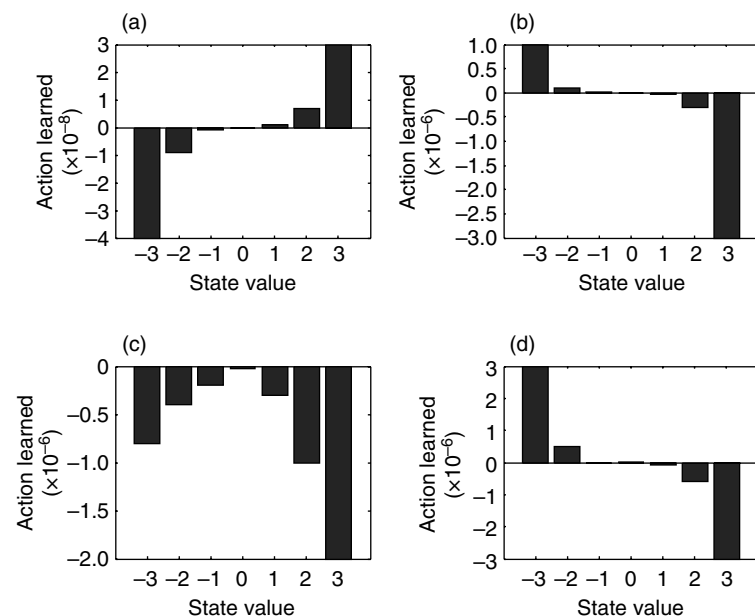 (a)
3
2
1
0
−1
−2
−3
−4
−3 −2 −1 0 1 2 3
State value
Action learned
(×10⁻⁸)
(b)
1.0
0.5
0
−0.5
−1.0
−1.5
−2.0
−2.5
−3.0
−3 −2 −1 0 1 2 3
State value
Action learned
(×10⁻⁶)
(c)
0
−0.5
−1.0
−1.5
−2.0
−3 −2 −1 0 1 2 3
State value
Action learned
(×10⁻⁶)
(d)
3
2
1
0
−1
−2
−3
−3 −2 −1 0 1 2 3
State value
Action learned
(×10⁻⁶)